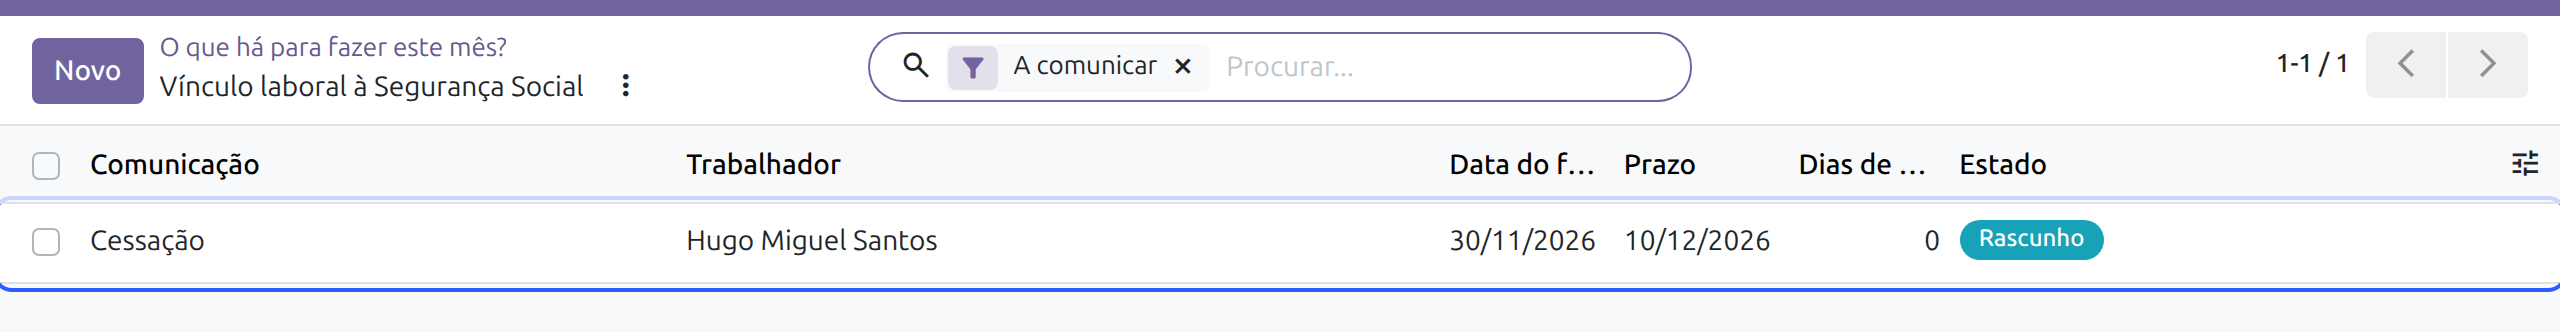 Novo
O que há para fazer este mês?
Vínculo laboral à Segurança Social
A comunicar
Procurar...
1-1 / 1
Comunicação Trabalhador Data do f... Prazo Dias de ... Estado
Cessação Hugo Miguel Santos 30/11/2026 10/12/2026 0 Rascunho